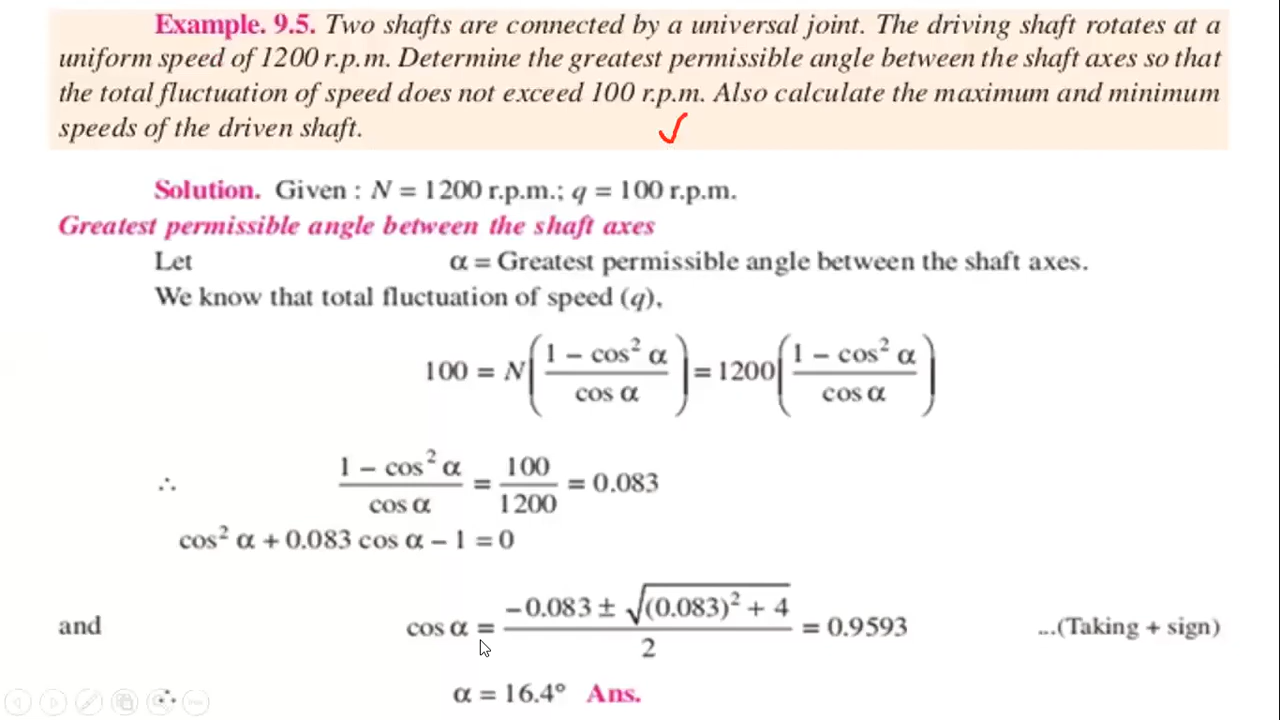 Example. 9.5. Two shafts are connected by a universal joint. The driving shaft rotates at a
uniform speed of 1200 r.p.m. Determine the greatest permissible angle between the shaft axes so that
the total fluctuation of speed does not exceed 100 r.p.m. Also calculate the maximum and minimum
speeds of the driven shaft.
Solution. Given : N = 1200 r.p.m.; q = 100 r.p.m.
Greatest permissible angle between the shaft axes
Let α = Greatest permissible angle between the shaft axes.
We know that total fluctuation of speed (q),
100 = N((1 – cos² α)/(cos α)) = 1200((1 – cos² α)/(cos α))
∴ (1 – cos² α)/(cos α) = 100/1200 = 0.083
cos² α + 0.083 cos α – 1 = 0
and cos α = (–0.083 ± √((0.083)² + 4))/2 = 0.9593 ...(Taking + sign)
∴ α = 16.4° Ans.